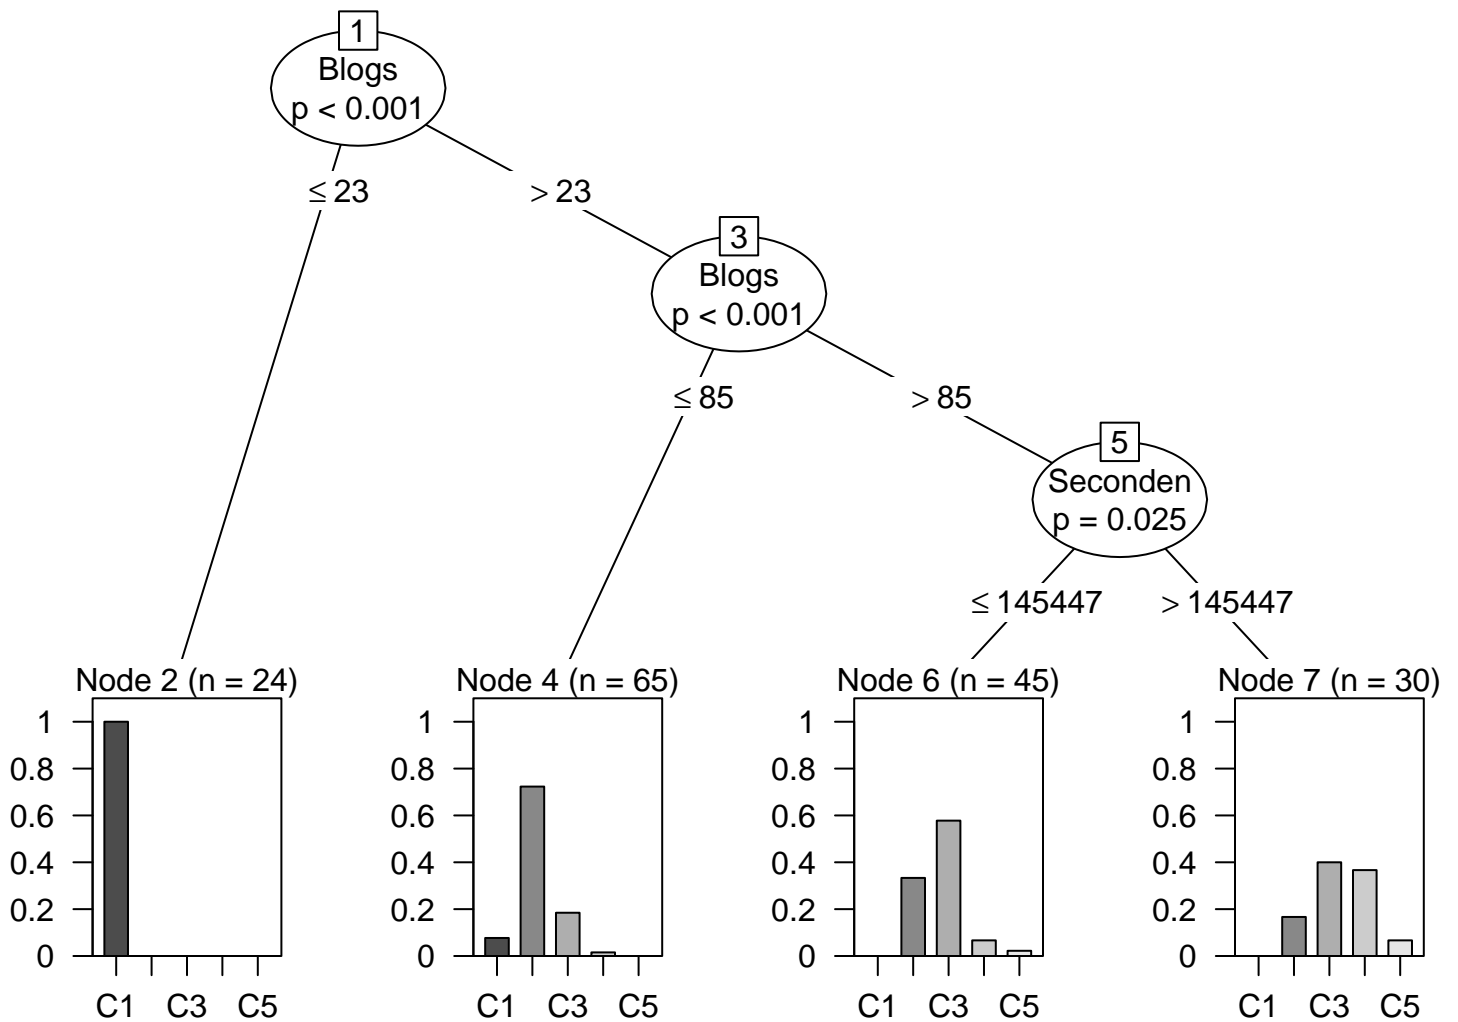 1
Blogs
p < 0.001
≤ 23
> 23
3
Blogs
p < 0.001
≤ 85
> 85
5
Seconden
p = 0.025
≤ 145447
> 145447
Node 2 (n = 24)
1
0.8
0.6
0.4
0.2
0
C1 C3 C5
Node 4 (n = 65)
1
0.8
0.6
0.4
0.2
0
C1 C3 C5
Node 6 (n = 45)
1
0.8
0.6
0.4
0.2
0
C1 C3 C5
Node 7 (n = 30)
1
0.8
0.6
0.4
0.2
0
C1 C3 C5